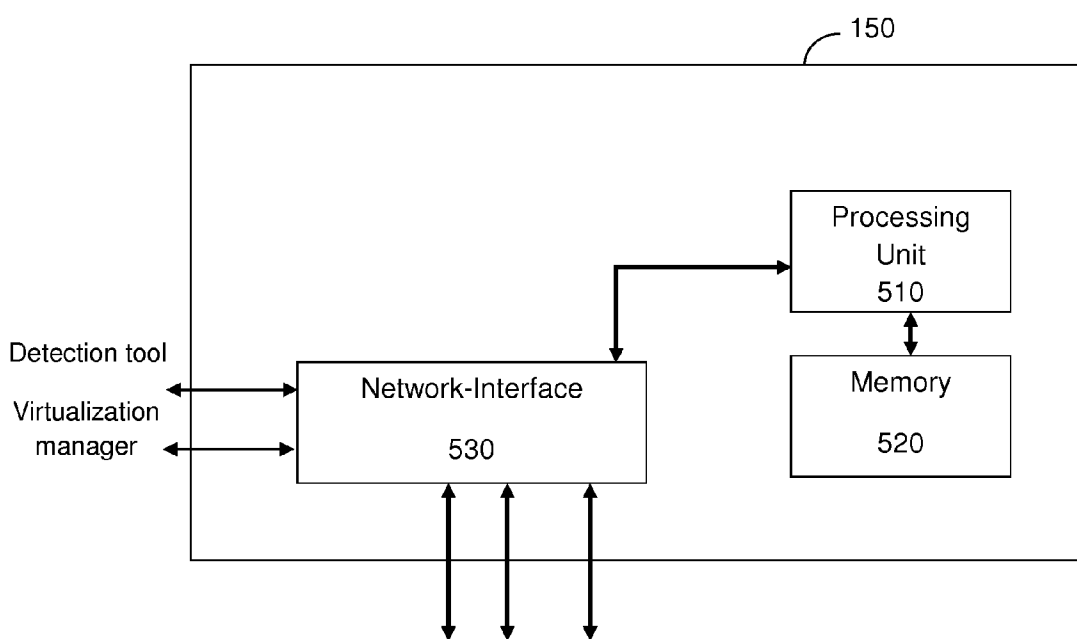 150
Processing
Unit
510
Detection tool
Virtualization
manager
Network-Interface
530
Memory
520